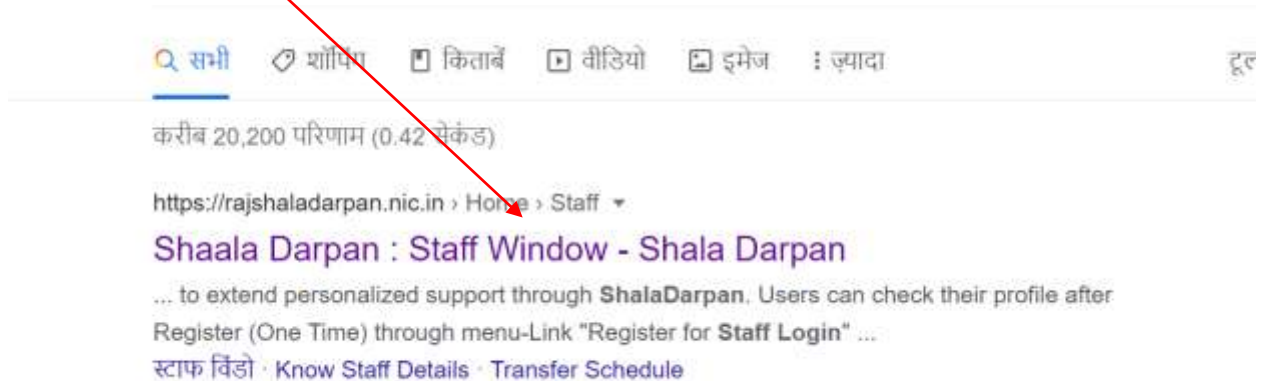 सभी शॉपिंग किताबें वीडियो इमेज ज़्यादा
करीब 20,200 परिणाम (0.42 सेकंड)
https://rajshaladarpan.nic.in › Home › Staff
Shaala Darpan : Staff Window - Shala Darpan
... to extend personalized support through ShalaDarpan. Users can check their profile after
Register (One Time) through menu-Link "Register for Staff Login" ...
स्टाफ विंडो · Know Staff Details · Transfer Schedule